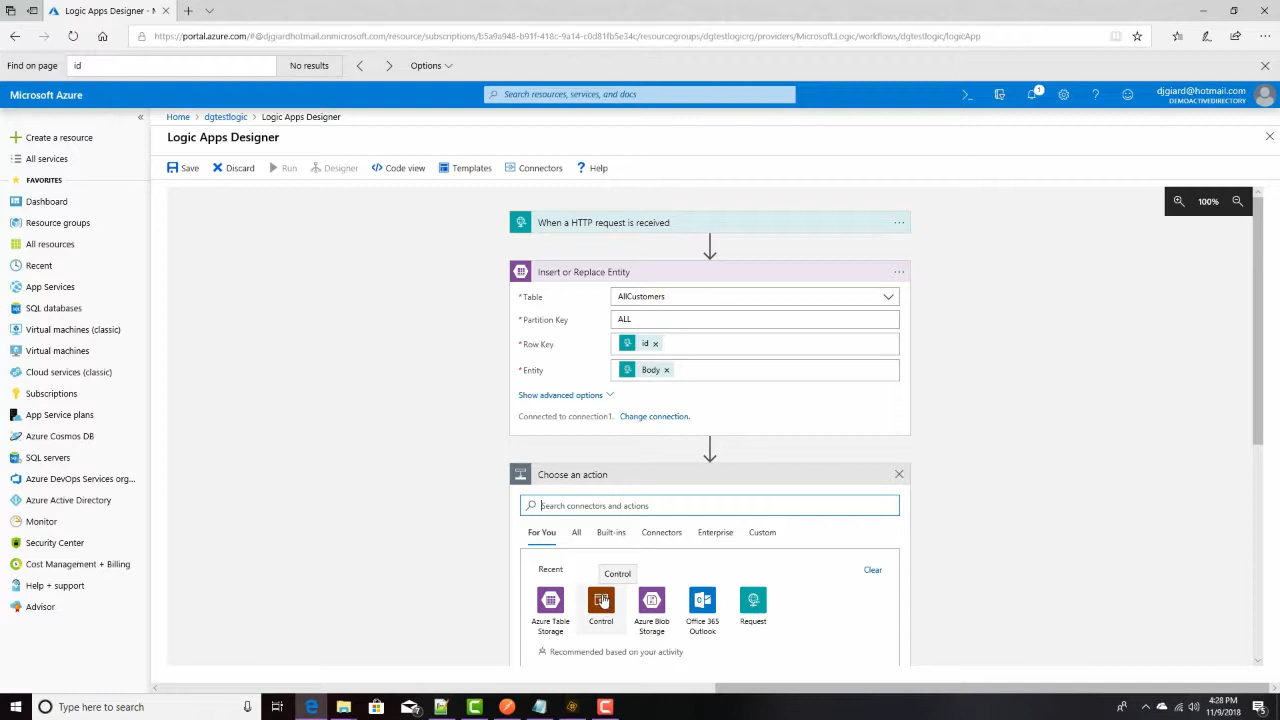 Logic Apps Designer - M
https://portal.azure.com/#@djgiardhotmail.onmicrosoft.com/resource/subscriptions/b5a9a948-b91f-418c-9a14-c0d81fb5e34c/resourcegroups/dgtestlogicrg/providers/Microsoft.Logic/workflows/dgtestlogic/logicApp
Find on page id No results Options
Microsoft Azure
Search resources, services, and docs
1
djgiard@hotmail.com
DEMOACTIVEDIRECTORY
Home > dgtestlogic > Logic Apps Designer
Logic Apps Designer
Save Discard Run Designer Code view Templates Connectors Help
Create a resource
All services
FAVORITES
Dashboard
Resource groups
All resources
Recent
App Services
SQL databases
Virtual machines (classic)
Virtual machines
Cloud services (classic)
Subscriptions
App Service plans
Azure Cosmos DB
SQL servers
Azure DevOps Services org...
Azure Active Directory
Monitor
Security Center
Cost Management + Billing
Help + support
Advisor
100%
When a HTTP request is received
Insert or Replace Entity
* Table AllCustomers
* Partition Key ALL
* Row Key id ×
* Entity Body ×
Show advanced options
Connected to connection1. Change connection.
Choose an action
Search connectors and actions
For You All Built-ins Connectors Enterprise Custom
Recent Clear
Control
Azure Table Storage
Control
Azure Blob Storage
Office 365 Outlook
Request
Recommended based on your activity
Type here to search
4:28 PM
11/9/2018